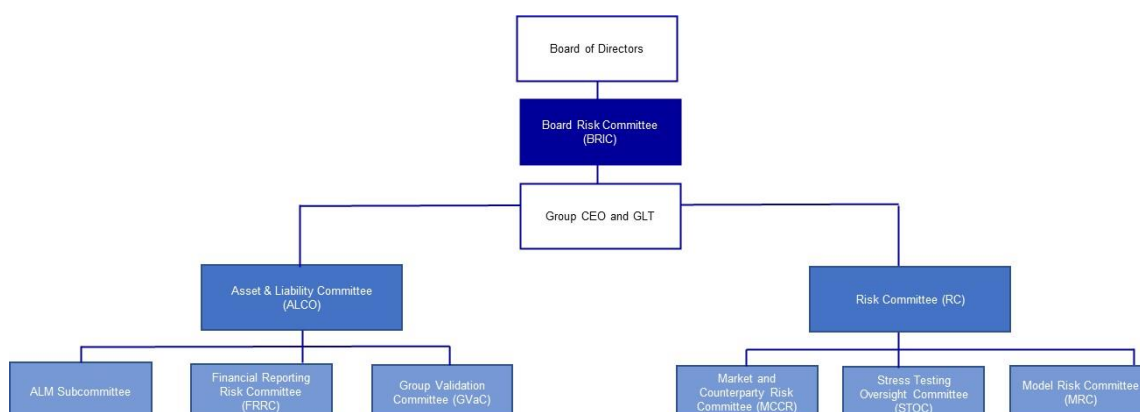 Board of Directors
Board Risk Committee
(BRIC)
Group CEO and GLT
Asset & Liability Committee
(ALCO)
Risk Committee (RC)
ALM Subcommittee
Financial Reporting
Risk Committee
(FRRC)
Group Validation
Committee (GVaC)
Market and
Counterparty Risk
Committee (MCCR)
Stress Testing
Oversight Committee
(STOC)
Model Risk Committee
(MRC)